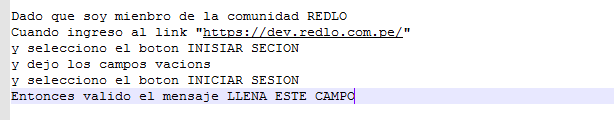 Dado que soy mienbro de la comunidad REDLO
Cuando ingreso al link "https://dev.redlo.com.pe/"
y selecciono el boton INISIAR SECION
y dejo los campos vacions
y selecciono el boton INICIAR SESION
Entonces valido el mensaje LLENA ESTE CAMPO